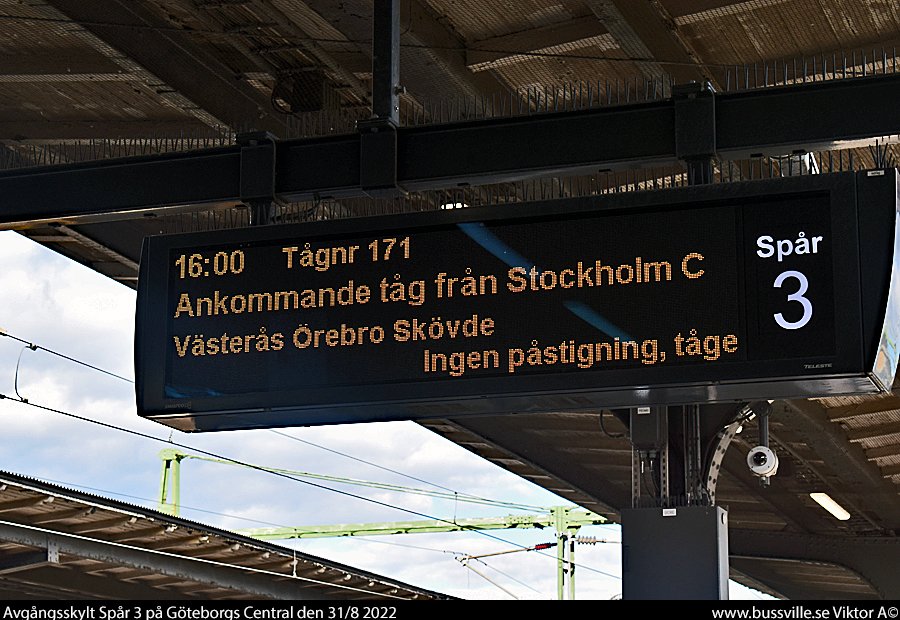 16:00 Tågnr 171
Ankommande tåg från Stockholm C
Västerås Örebro Skövde
Ingen påstigning, tåge
Spår
3
TELESTE
Avgångsskylt Spår 3 på Göteborgs Central den 31/8 2022
www.bussville.se Viktor A©